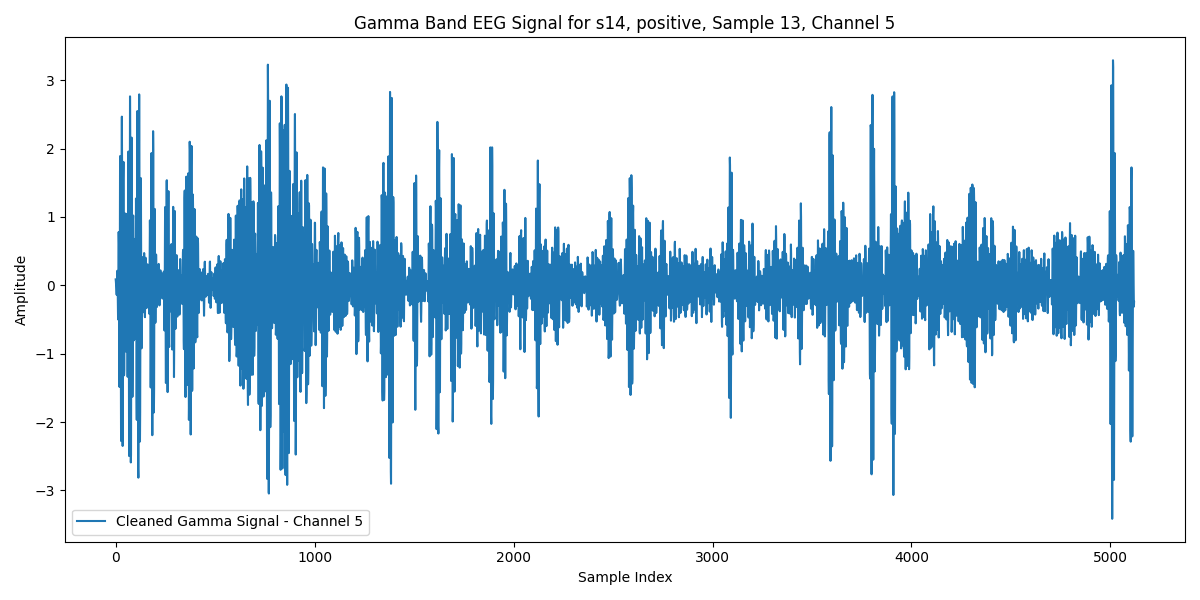 Gamma Band EEG Signal for s14, positive, Sample 13, Channel 5
Amplitude
3
2
1
0
−1
−2
−3
Cleaned Gamma Signal - Channel 5
0 1000 2000 3000 4000 5000
Sample Index